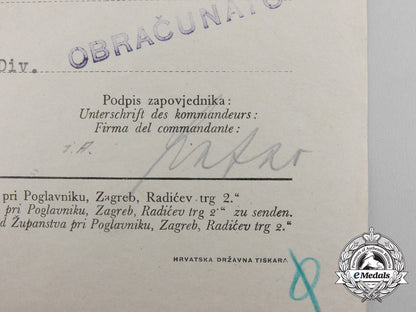 OBRAČUNATO
Div.
Podpis zapovjednika:
Unterschrift des kommandeurs:
Firma del commandante:
i.A.
pri Poglavniku, Zagreb, Radićev trg 2."
pri Poglavniku, Zagreb, Radićev trg 2" zu senden.
d Županstva pri Poglavniku, Zagreb, Radićev trg 2."
HRVATSKA DRŽAVNA TISKARA
eMedals